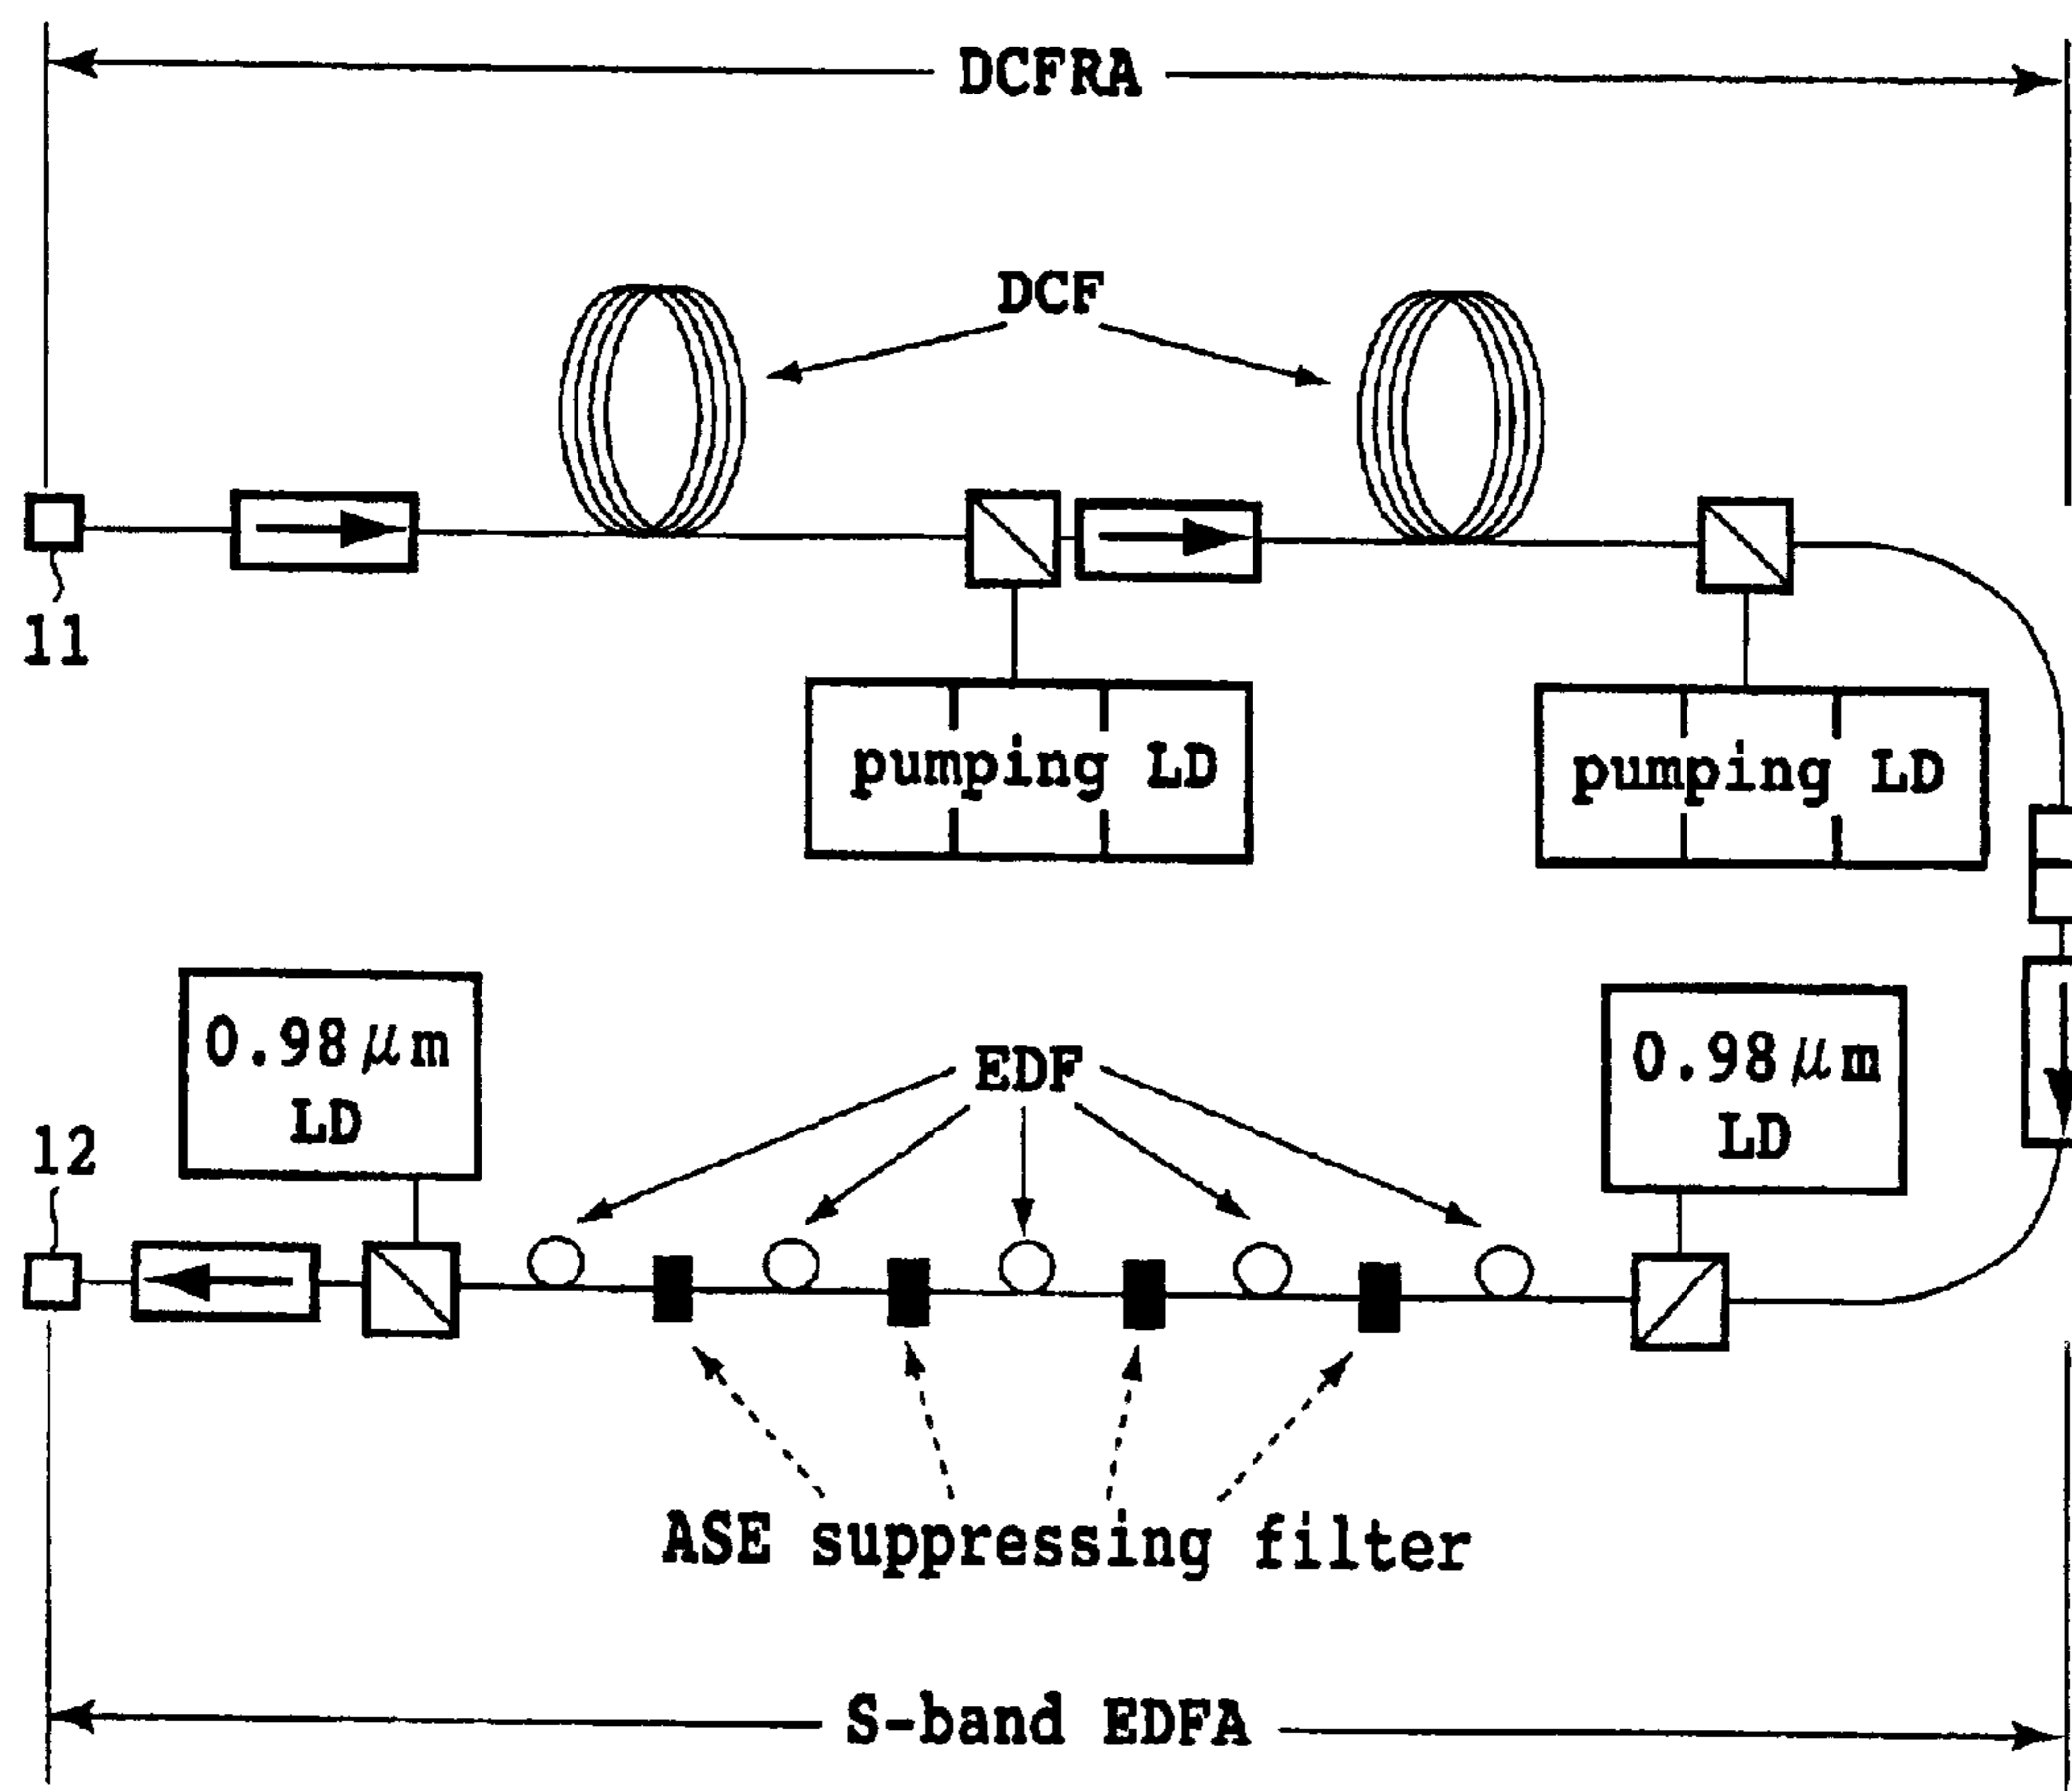 DCFRA
DCF
11
pumping LD
pumping LD
0.98μm
LD
0.98μm
LD
EDF
12
ASE suppressing filter
S-band EDFA